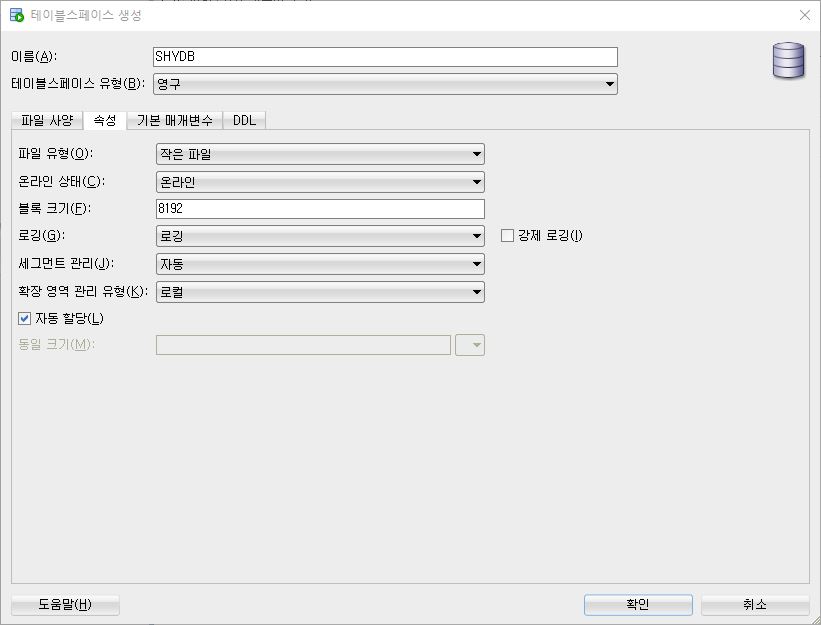 테이블스페이스 생성
이름(A): SHYDB
테이블스페이스 유형(B): 영구
파일 사양 속성 기본 매개변수 DDL
파일 유형(O): 작은 파일
온라인 상태(C): 온라인
블록 크기(F): 8192
로깅(G): 로깅 강제 로깅(I)
세그먼트 관리(J): 자동
확장 영역 관리 유형(K): 로컬
자동 할당(L)
동일 크기(M):
도움말(H) 확인 취소